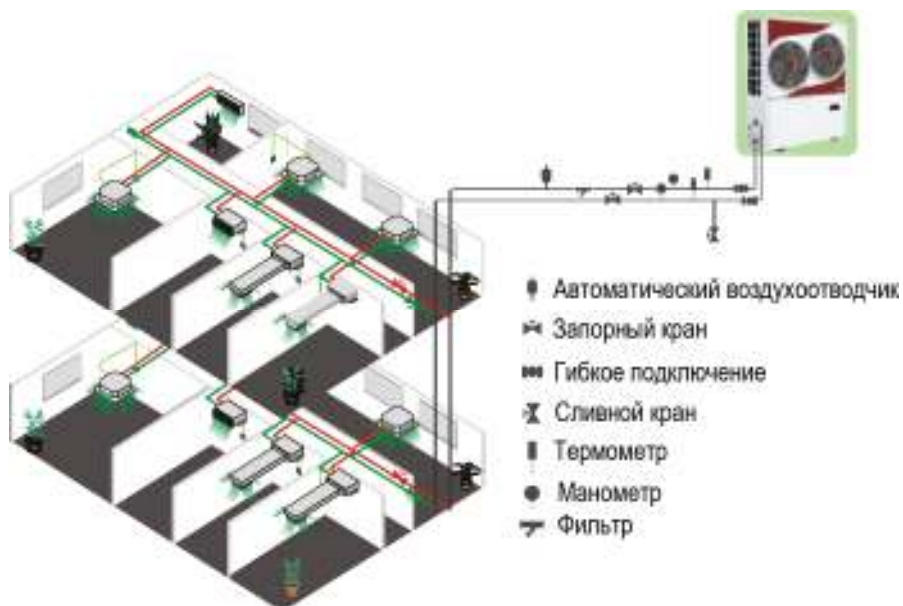 Автоматический воздухоотводчик
Запорный кран
Гибкое подключение
Сливной кран
Термометр
Манометр
Фильтр